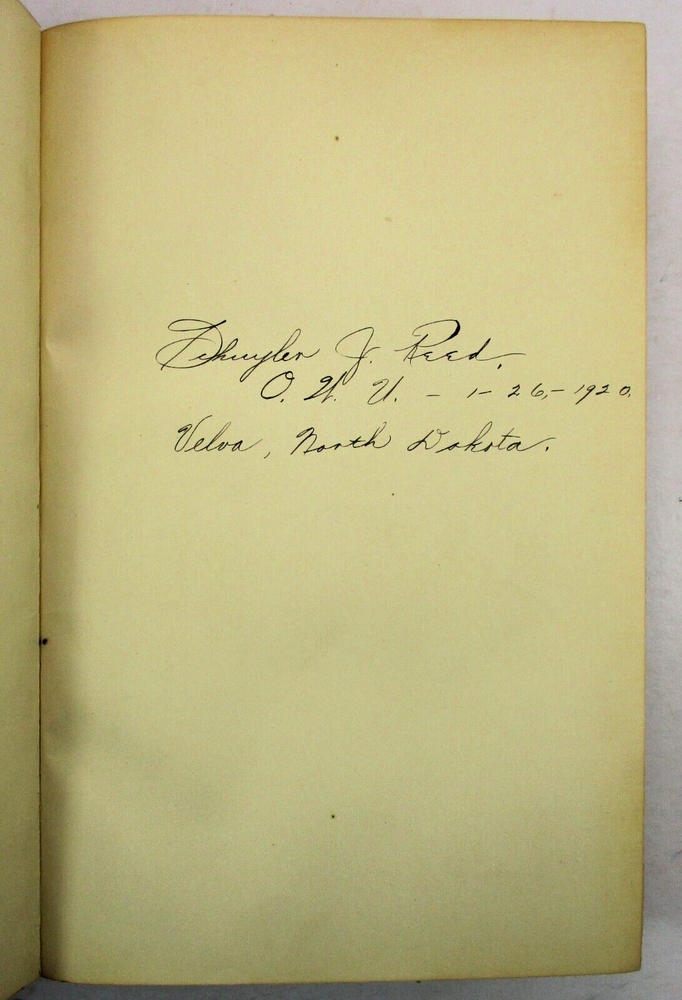 Schuyler J. Reed.
O. W. U. - 1-26,-1920.
Velva, North Dakota.